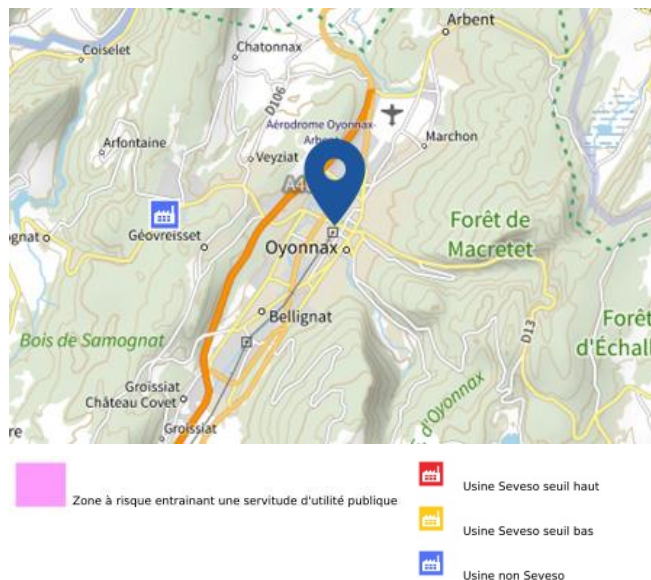 Arbent
Coiselet
Chatonnax
D106
Aérodrome Oyonnax-
Arbent
Marchon
Arfontaine
Veyziat
Forêt de
Macretet
Géovreisset
Oyonnax
Bellignat
D13
Forêt
d'Échall
Bois de Samognat
Groissiat
Château Covet
d'Oyonnax
Groissiat
Zone à risque entrainant une servitude d'utilité publique
Usine Seveso seuil haut
Usine Seveso seuil bas
Usine non Seveso